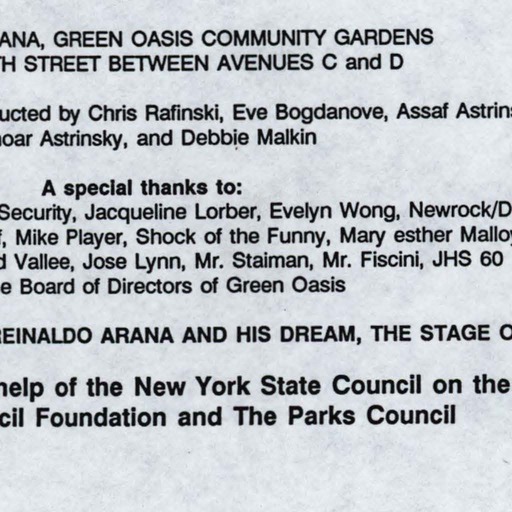 ANA, GREEN OASIS COMMUNITY GARDENS
TH STREET BETWEEN AVENUES C and D
ucted by Chris Rafinski, Eve Bogdanove, Assaf Astrins
oar Astrinsky, and Debbie Malkin
A special thanks to:
Security, Jacqueline Lorber, Evelyn Wong, Newrock/D
, Mike Player, Shock of the Funny, Mary esther Malloy
d Vallee, Jose Lynn, Mr. Staiman, Mr. Fiscini, JHS 60
e Board of Directors of Green Oasis
REINALDO ARANA AND HIS DREAM, THE STAGE O
help of the New York State Council on the
cil Foundation and The Parks Council